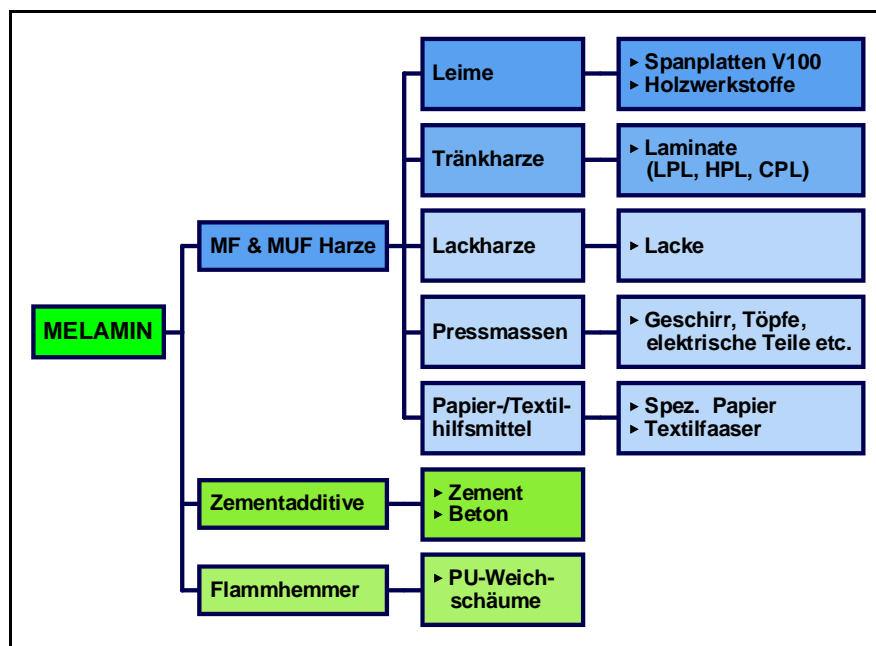 Leime
▸ Spanplatten V100
▸ Holzwerkstoffe
Tränkharze
▸ Laminate
(LPL, HPL, CPL)
MF & MUF Harze
Lackharze
▸ Lacke
MELAMIN
Pressmassen
▸ Geschirr, Töpfe,
elektrische Teile etc.
Papier-/Textil-
hilfsmittel
▸ Spez. Papier
▸ Textilfaaser
Zementadditive
▸ Zement
▸ Beton
Flammhemmer
▸ PU-Weich-
schäume